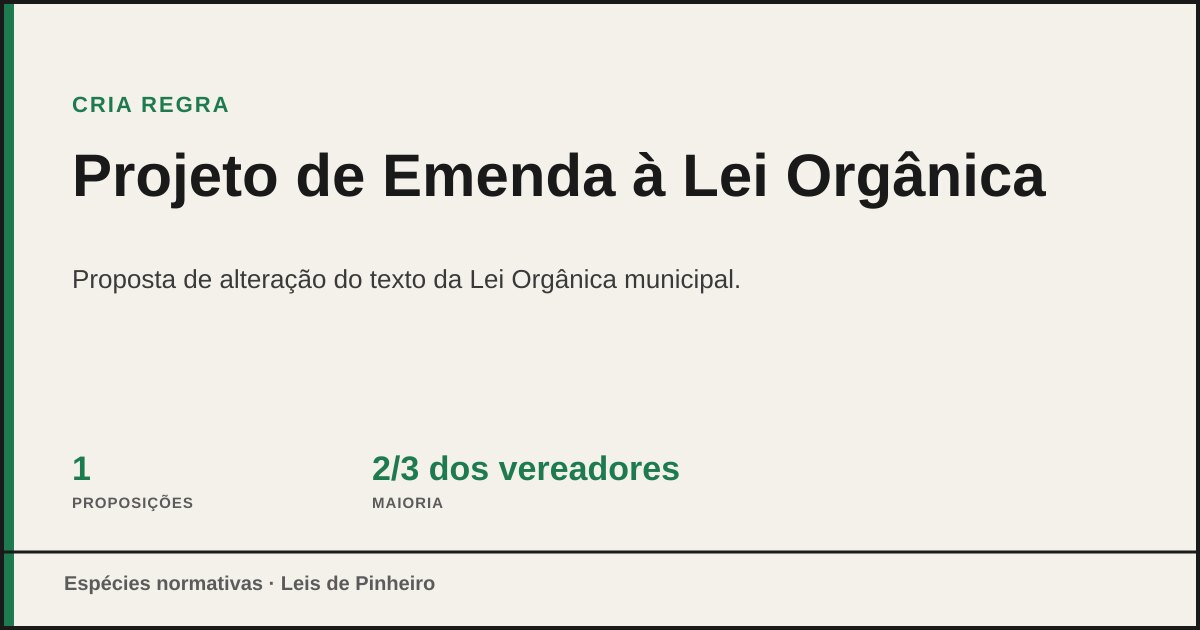 CRIA REGRA
Projeto de Emenda à Lei Orgânica
Proposta de alteração do texto da Lei Orgânica municipal.
1
PROPOSIÇÕES
2/3 dos vereadores
MAIORIA
Espécies normativas · Leis de Pinheiro